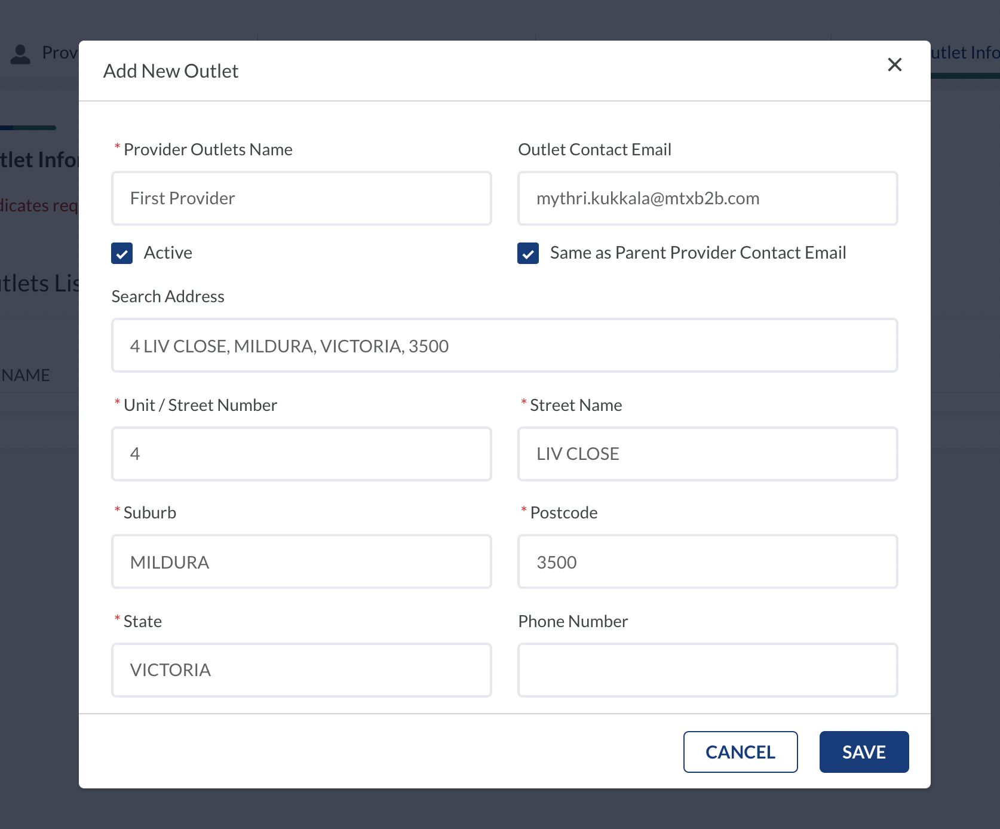 Prov
utlet Info
Add New Outlet
tlet Infor
dicates req
utlets Lis
NAME
* Provider Outlets Name
Outlet Contact Email
First Provider
mythri.kukkala@mtxb2b.com
Active
Same as Parent Provider Contact Email
Search Address
4 LIV CLOSE, MILDURA, VICTORIA, 3500
* Unit / Street Number
* Street Name
4
LIV CLOSE
* Suburb
* Postcode
MILDURA
3500
* State
Phone Number
VICTORIA
CANCEL
SAVE